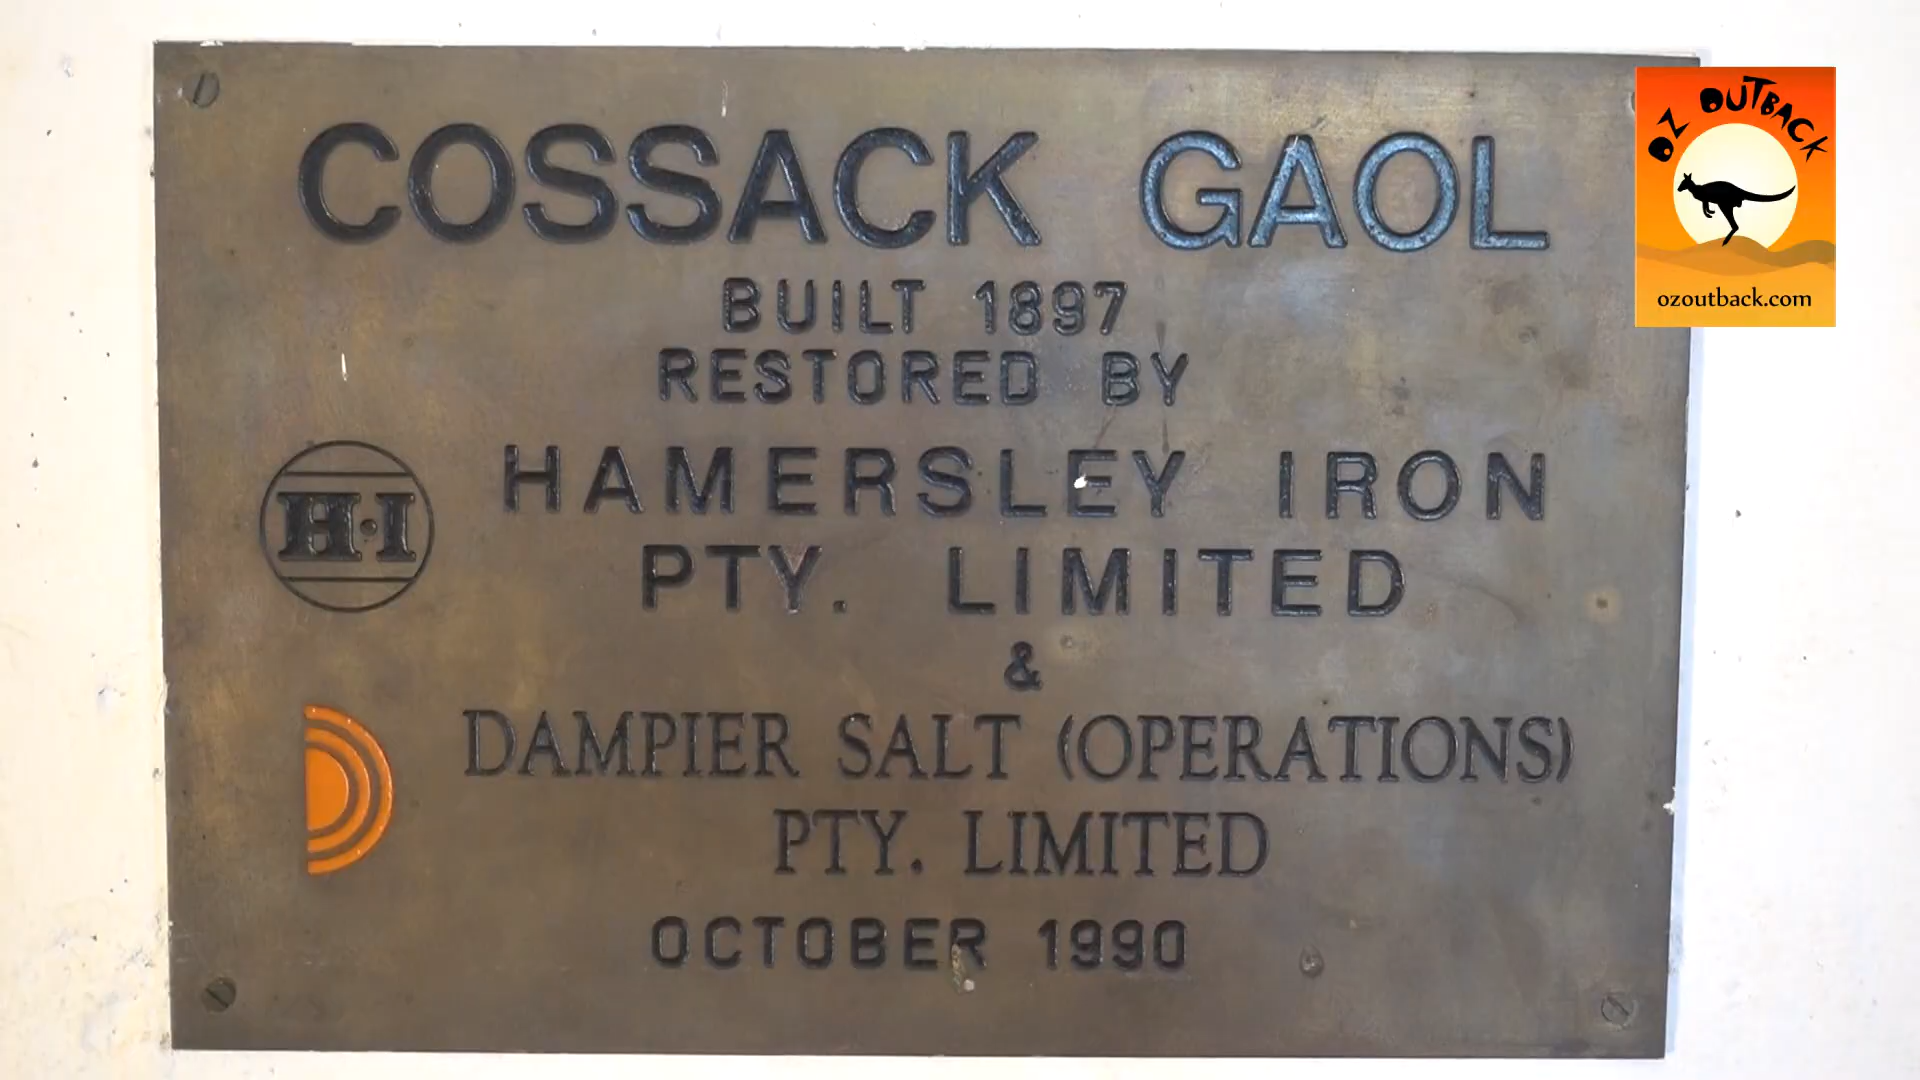 COSSACK GAOL
BUILT 1897
RESTORED BY
H·I
HAMERSLEY IRON
PTY. LIMITED
&
DAMPIER SALT (OPERATIONS)
PTY. LIMITED
OCTOBER 1990
OZ OUTBACK
ozoutback.com